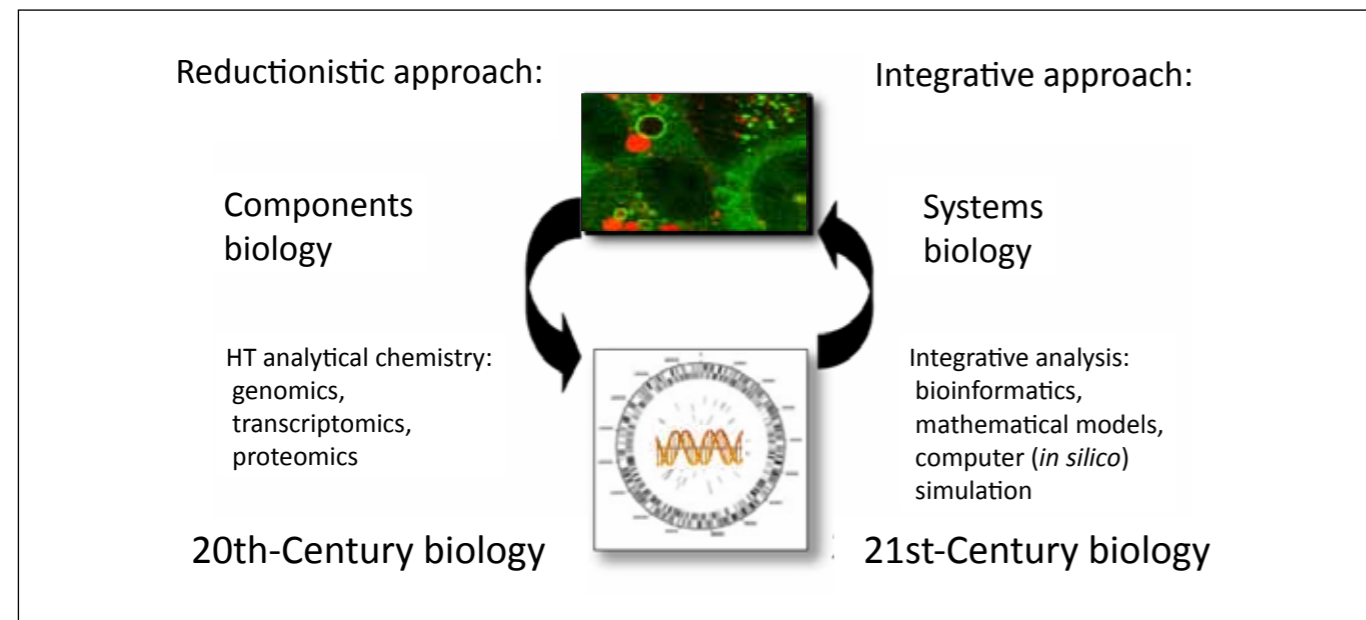 Reductionistic approach:
Integrative approach:
Components
biology
Systems
biology
HT analytical chemistry:
genomics,
transcriptomics,
proteomics
Integrative analysis:
bioinformatics,
mathematical models,
computer (in silico)
simulation
20th-Century biology
21st-Century biology